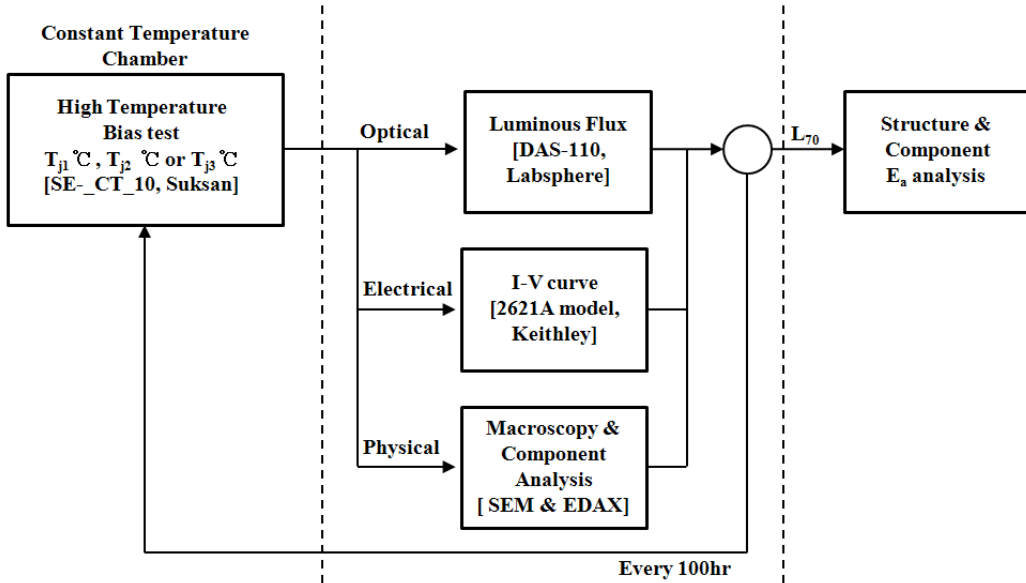 Constant Temperature
Chamber
High Temperature
Bias test
Tj1 ℃ , Tj2 ℃ or Tj3 ℃
[SE-_CT_10, Suksan]
Optical
Luminous Flux
[DAS-110,
Labsphere]
L70
Structure &
Component
Ea analysis
Electrical
I-V curve
[2621A model,
Keithley]
Physical
Macroscopy &
Component
Analysis
[ SEM & EDAX]
Every 100hr